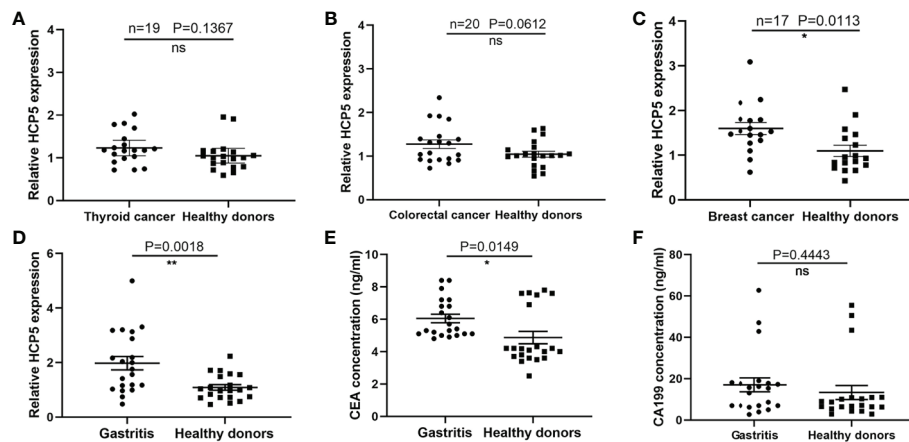 A
n=19 P=0.1367
ns
Relative HCP5 expression
4
3
2
1
0
Thyroid cancer Healthy donors
B
n=20 P=0.0612
ns
Relative HCP5 expression
4
3
2
1
0
Colorectal cancer Healthy donors
C
n=17 P=0.0113
*
Relative HCP5 expression
4
3
2
1
0
Breast cancer Healthy donors
D
P=0.0018
**
Relative HCP5 expression
6
4
2
0
Gastritis Healthy donors
E
P=0.0149
*
CEA concentration (ng/ml)
10
8
6
4
2
0
Gastritis Healthy donors
F
P=0.4443
ns
CA199 concentration (ng/ml)
80
60
40
20
0
Gastritis Healthy donors